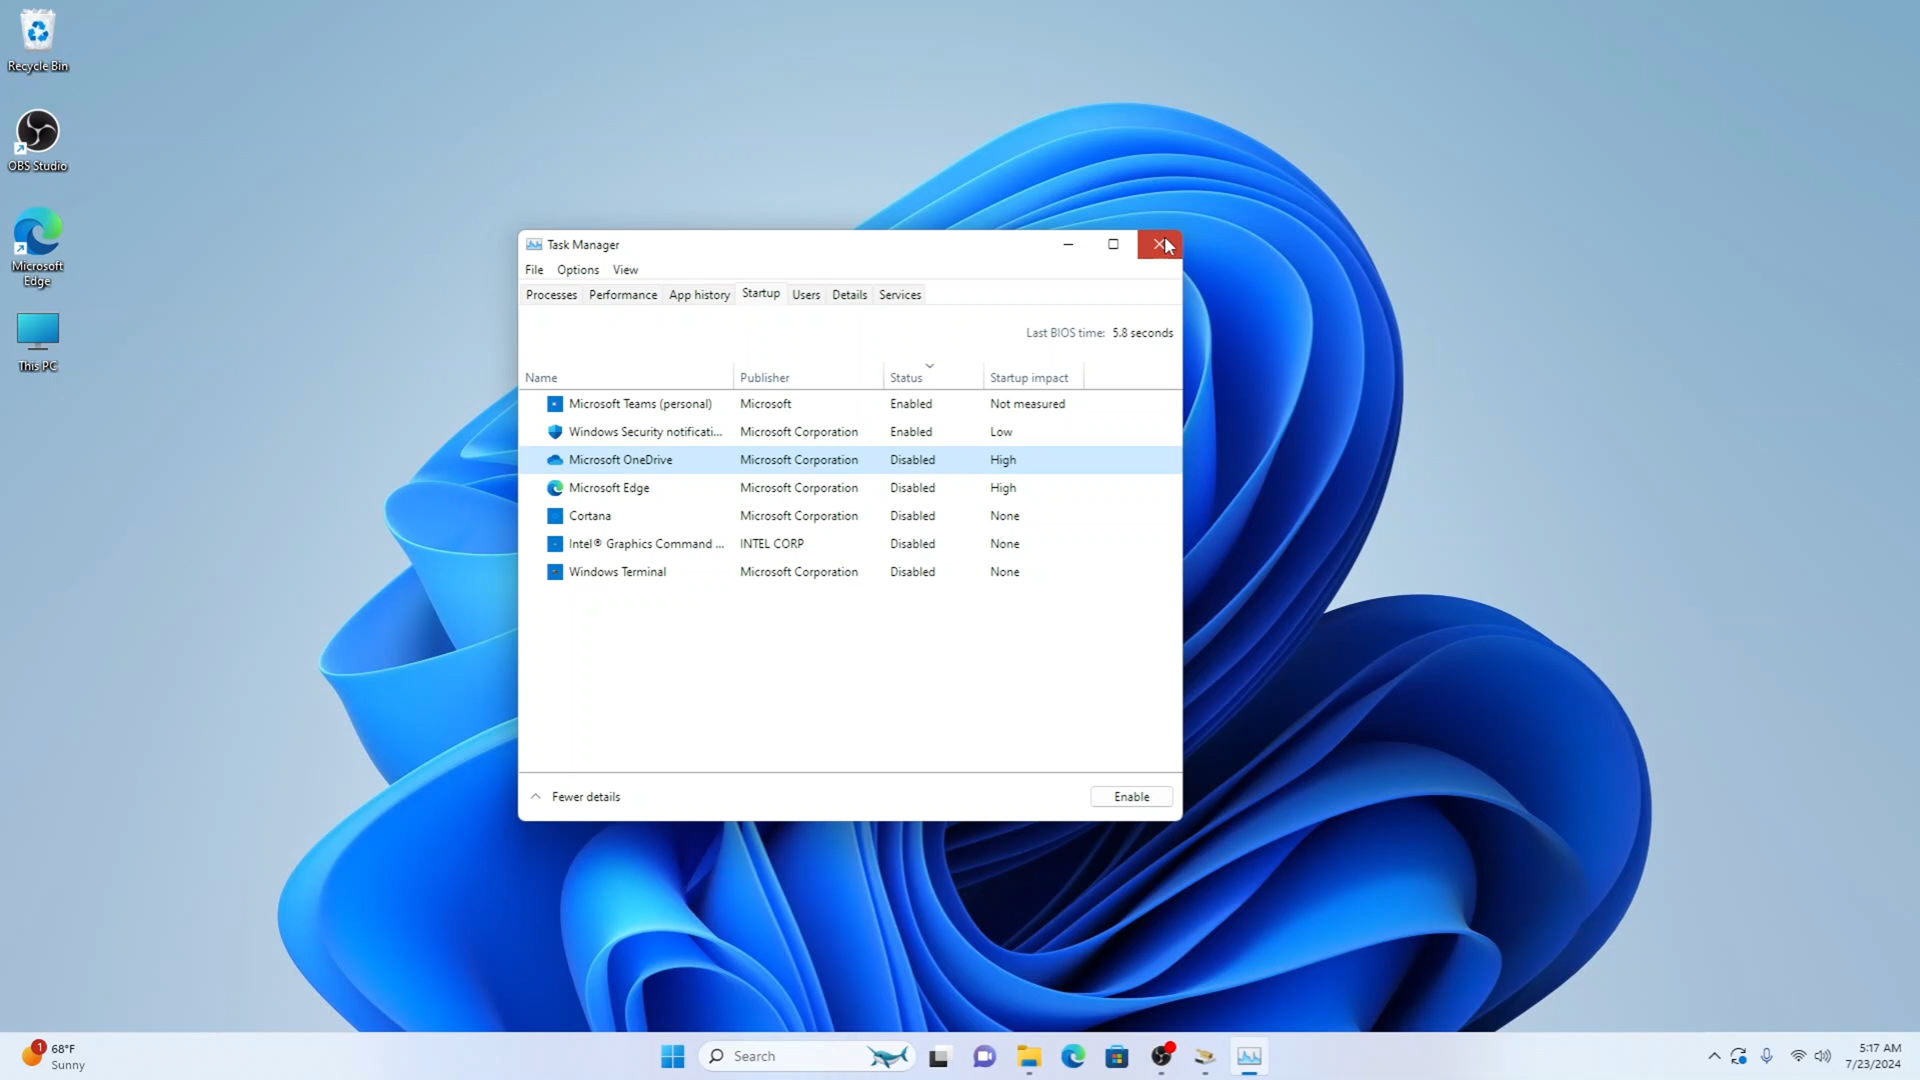 Recycle Bin
OBS Studio
Microsoft
Edge
This PC
Task Manager
File Options View
Processes Performance App history Startup Users Details Services
Last BIOS time: 5.8 seconds
Name Publisher Status Startup impact
Microsoft Teams (personal) Microsoft Enabled Not measured
Windows Security notificati... Microsoft Corporation Enabled Low
Microsoft OneDrive Microsoft Corporation Disabled High
Microsoft Edge Microsoft Corporation Disabled High
Cortana Microsoft Corporation Disabled None
Intel® Graphics Command ... INTEL CORP Disabled None
Windows Terminal Microsoft Corporation Disabled None
Fewer details Enable
1
68°F
Sunny
Search
5:17 AM
7/23/2024